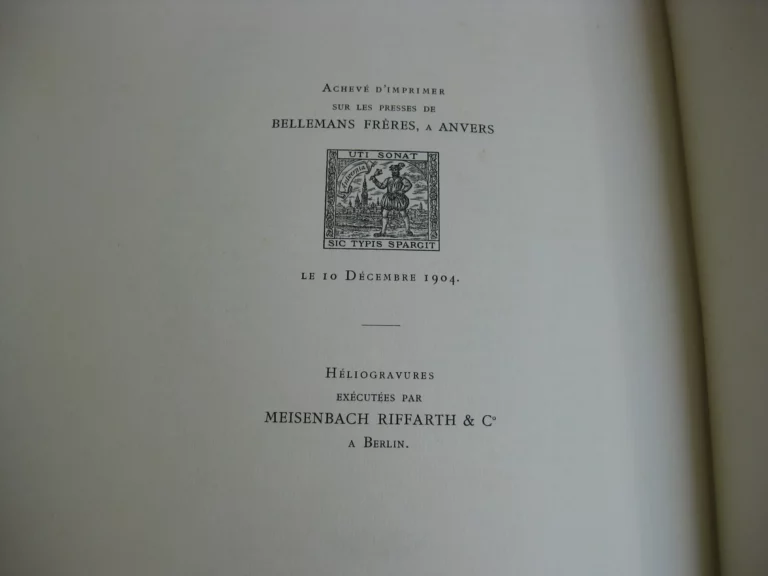 Achevé d'imprimer
sur les presses de
BELLEMANS FRÈRES, a ANVERS
UTI SONAT
Antverpia
SIC TYPIS SPARGIT
le 10 Décembre 1904.
Héliogravures
exécutées par
MEISENBACH RIFFARTH & Cº
a Berlin.